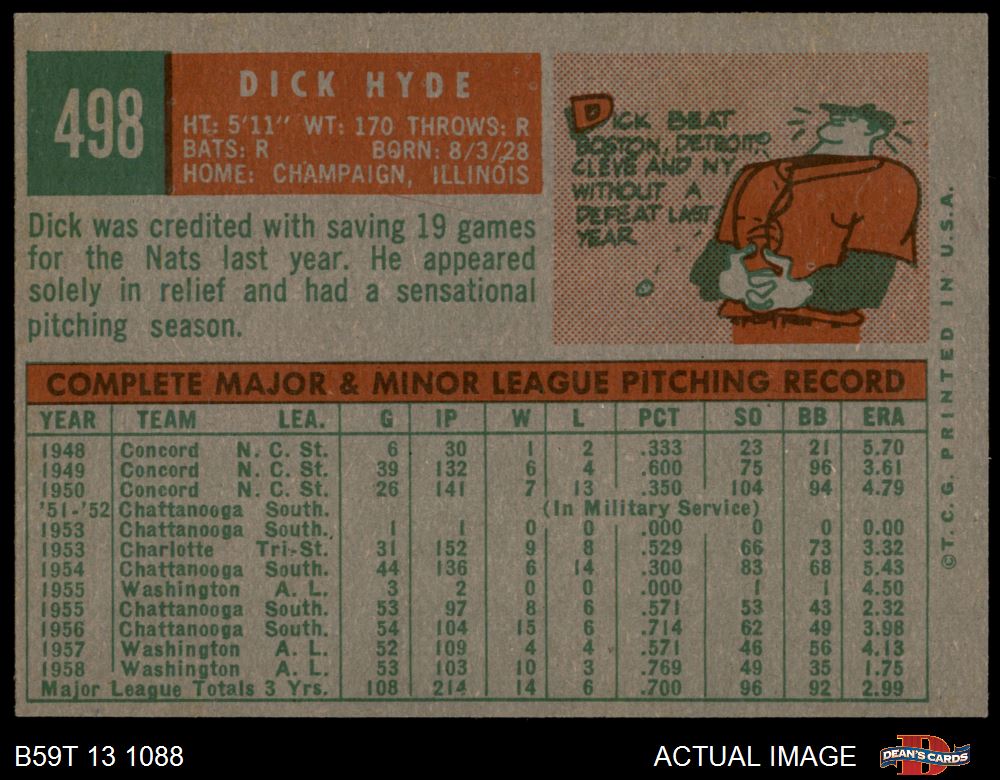 498
DICK HYDE
HT: 5'11" WT: 170 THROWS: R
BATS: R BORN: 8/3/28
HOME: CHAMPAIGN, ILLINOIS
Dick was credited with saving 19 games
for the Nats last year. He appeared
solely in relief and had a sensational
pitching season.
DICK BEAT
BOSTON, DETROIT,
CLEVE AND NY
WITHOUT A
DEFEAT LAST
YEAR
COMPLETE MAJOR & MINOR LEAGUE PITCHING RECORD
YEAR TEAM LEA. G IP W L PCT SO BB ERA
1948 Concord N. C. St. 6 30 1 2 .333 23 21 5.70
1949 Concord N. C. St. 39 132 6 4 .600 75 96 3.61
1950 Concord N. C. St. 26 141 7 13 .350 104 94 4.79
'51-'52 Chattanooga South. (In Military Service)
1953 Chattanooga South. 1 1 0 0 .000 0 0 0.00
1953 Charlotte Tri-St. 31 152 9 8 .529 66 73 3.32
1954 Chattanooga South. 44 136 6 14 .300 83 68 5.43
1955 Washington A. L. 3 2 0 0 .000 1 1 4.50
1955 Chattanooga South. 53 97 8 6 .571 53 43 2.32
1956 Chattanooga South. 54 104 15 6 .714 62 49 3.98
1957 Washington A. L. 52 109 4 4 .571 46 56 4.13
1958 Washington A. L. 53 103 10 3 .769 49 35 1.75
Major League Totals 3 Yrs. 108 214 14 6 .700 96 92 2.99
©T. C. G. PRINTED IN U.S.A.
B59T 13 1088
ACTUAL IMAGE
DEAN'S CARDS